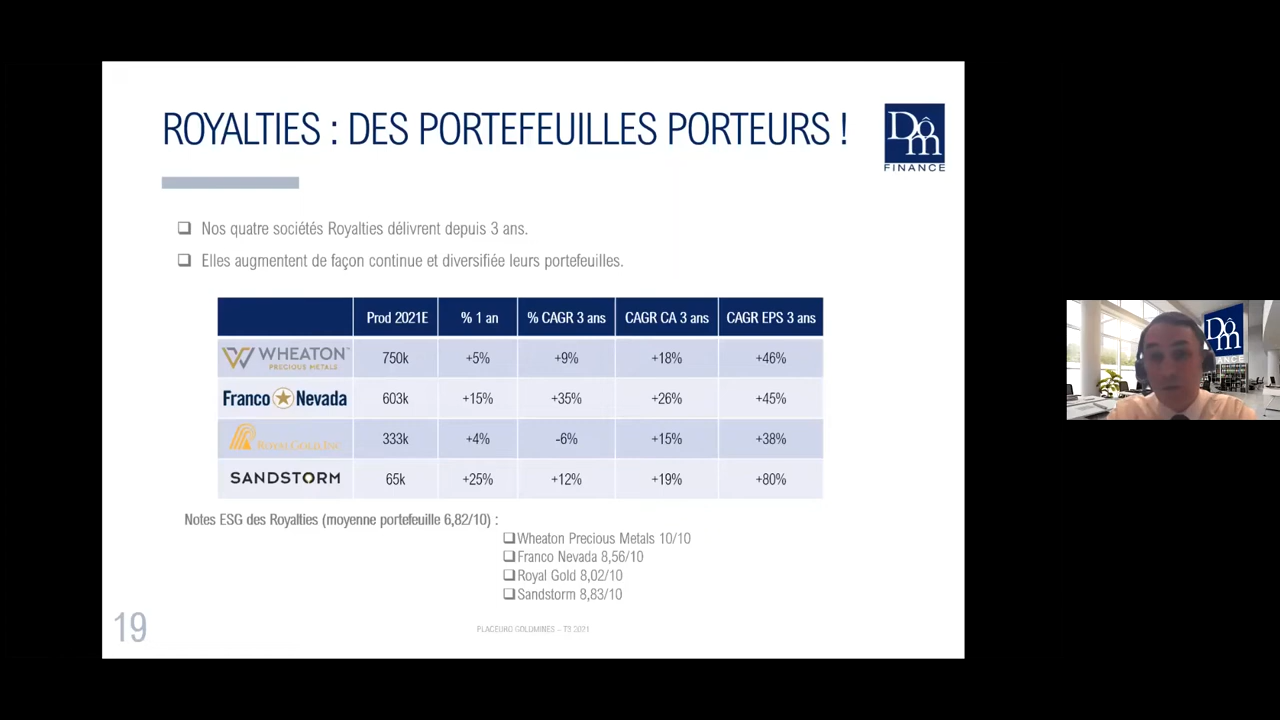 ROYALTIES : DES PORTEFEUILLES PORTEURS !
Dôm
FINANCE
❑ Nos quatre sociétés Royalties délivrent depuis 3 ans.
❑ Elles augmentent de façon continue et diversifiée leurs portefeuilles.
Prod 2021E % 1 an % CAGR 3 ans CAGR CA 3 ans CAGR EPS 3 ans
WHEATON™ PRECIOUS METALS 750k +5% +9% +18% +46%
Franco Nevada 603k +15% +35% +26% +45%
ROYAL GOLD, INC 333k +4% -6% +15% +38%
SANDSTORM 65k +25% +12% +19% +80%
Notes ESG des Royalties (moyenne portefeuille 6,82/10) :
❑Wheaton Precious Metals 10/10
❑Franco Nevada 8,56/10
❑Royal Gold 8,02/10
❑Sandstorm 8,83/10
19
PLACEURO GOLDMINES – T3 2021
Dôm
FINANCE